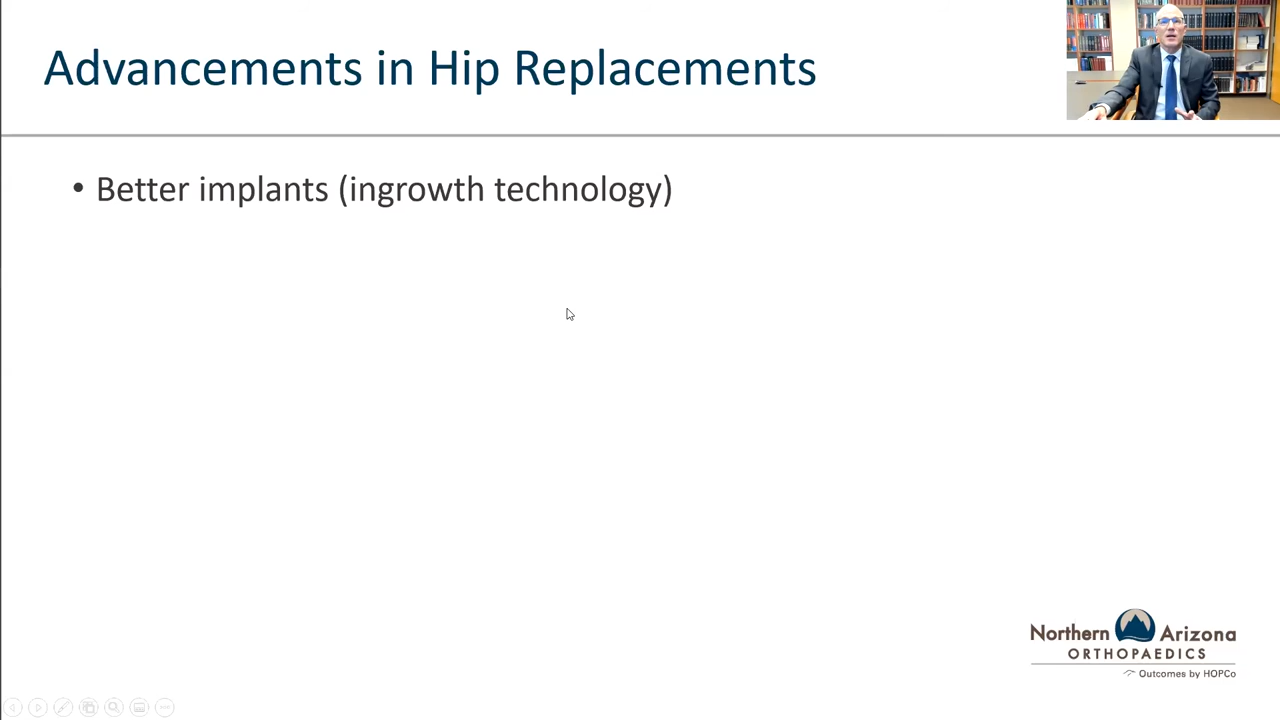 Advancements in Hip Replacements
• Better implants (ingrowth technology)
Northern Arizona
ORTHOPAEDICS
Outcomes by HOPCo